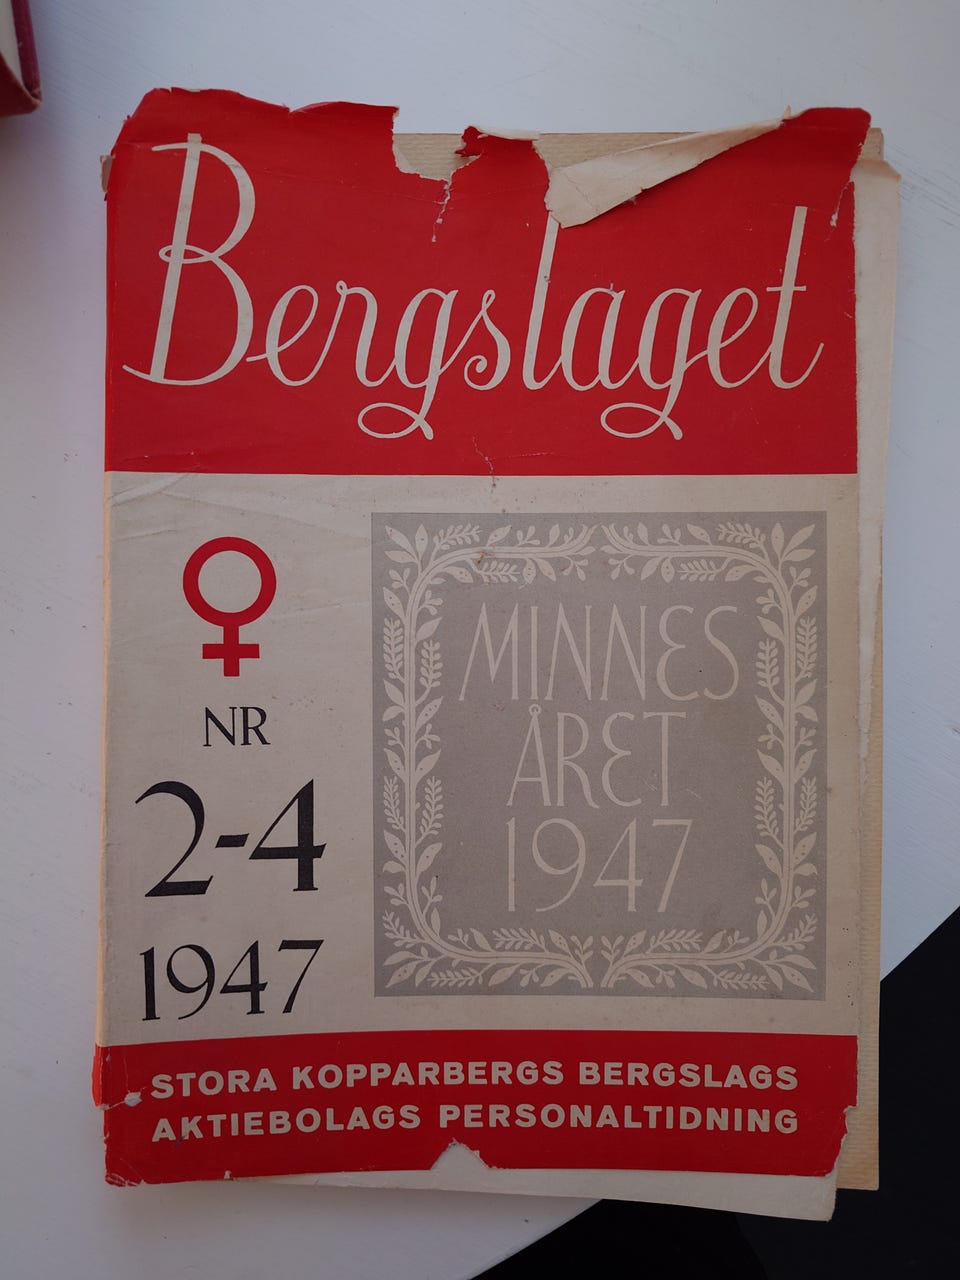 Bergslaget
NR
2-4
1947
MINNES
ÅRET
1947
STORA KOPPARBERGS BERGSLAGS
AKTIEBOLAGS PERSONALTIDNING